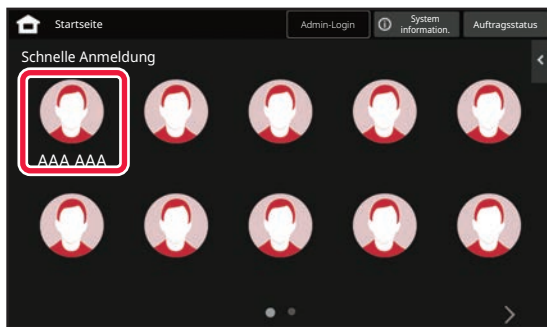 Startseite
Admin-Login
System
information.
Auftragsstatus
Schnelle Anmeldung
AAA AAA